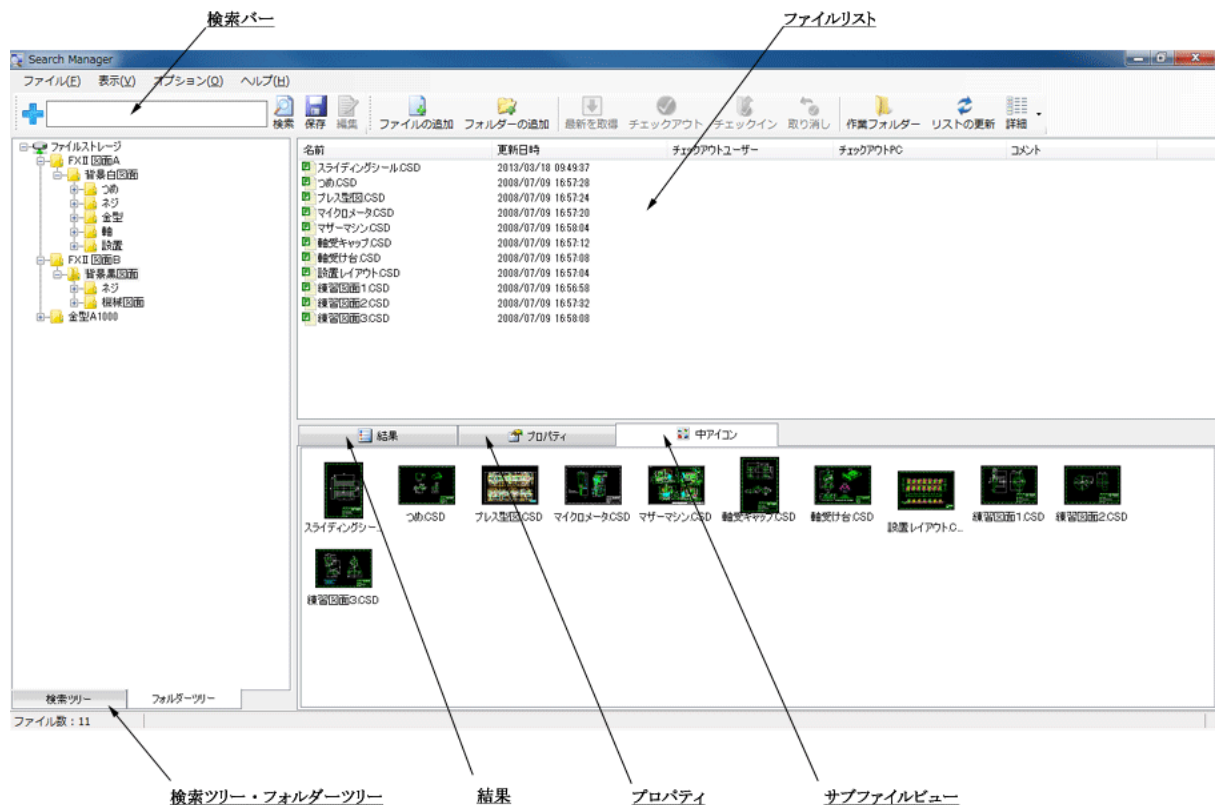 検索バー ファイルリスト
Search Manager
ファイル(F) 表示(V) オプション(O) ヘルプ(H)
検索 保存 編集 ファイルの追加 フォルダーの追加 最新を取得 チェックアウト チェックイン 取り消し 作業フォルダー リストの更新 詳細
ファイルストレージ
FXⅡ 図面A
背景白図面
つめ
ネジ
金型
軸
設置
FXⅡ 図面B
背景黒図面
ネジ
機械図面
金型A1000
名前 更新日時 チェックアウトユーザー チェックアウトPC コメント
スライディングシール.CSD 2013/03/18 09:49:37
つめ.CSD 2008/07/09 16:57:28
プレス型図.CSD 2008/07/09 16:57:24
マイクロメータ.CSD 2008/07/09 16:57:20
マザーマシン.CSD 2008/07/09 16:58:04
軸受キャップ.CSD 2008/07/09 16:57:12
軸受け台.CSD 2008/07/09 16:57:08
設置レイアウト.CSD 2008/07/09 16:57:04
練習図面1.CSD 2008/07/09 16:56:58
練習図面2.CSD 2008/07/09 16:57:32
練習図面3.CSD 2008/07/09 16:58:08
結果 プロパティ 中アイコン
スライディングシー... つめ.CSD プレス型図.CSD マイクロメータ.CSD マザーマシン.CSD 軸受キャップ.CSD 軸受け台.CSD 設置レイアウト.C... 練習図面1.CSD 練習図面2.CSD
練習図面3.CSD
検索ツリー フォルダーツリー
ファイル数 : 11
検索ツリー・フォルダーツリー 結果 プロパティ サブファイルビュー